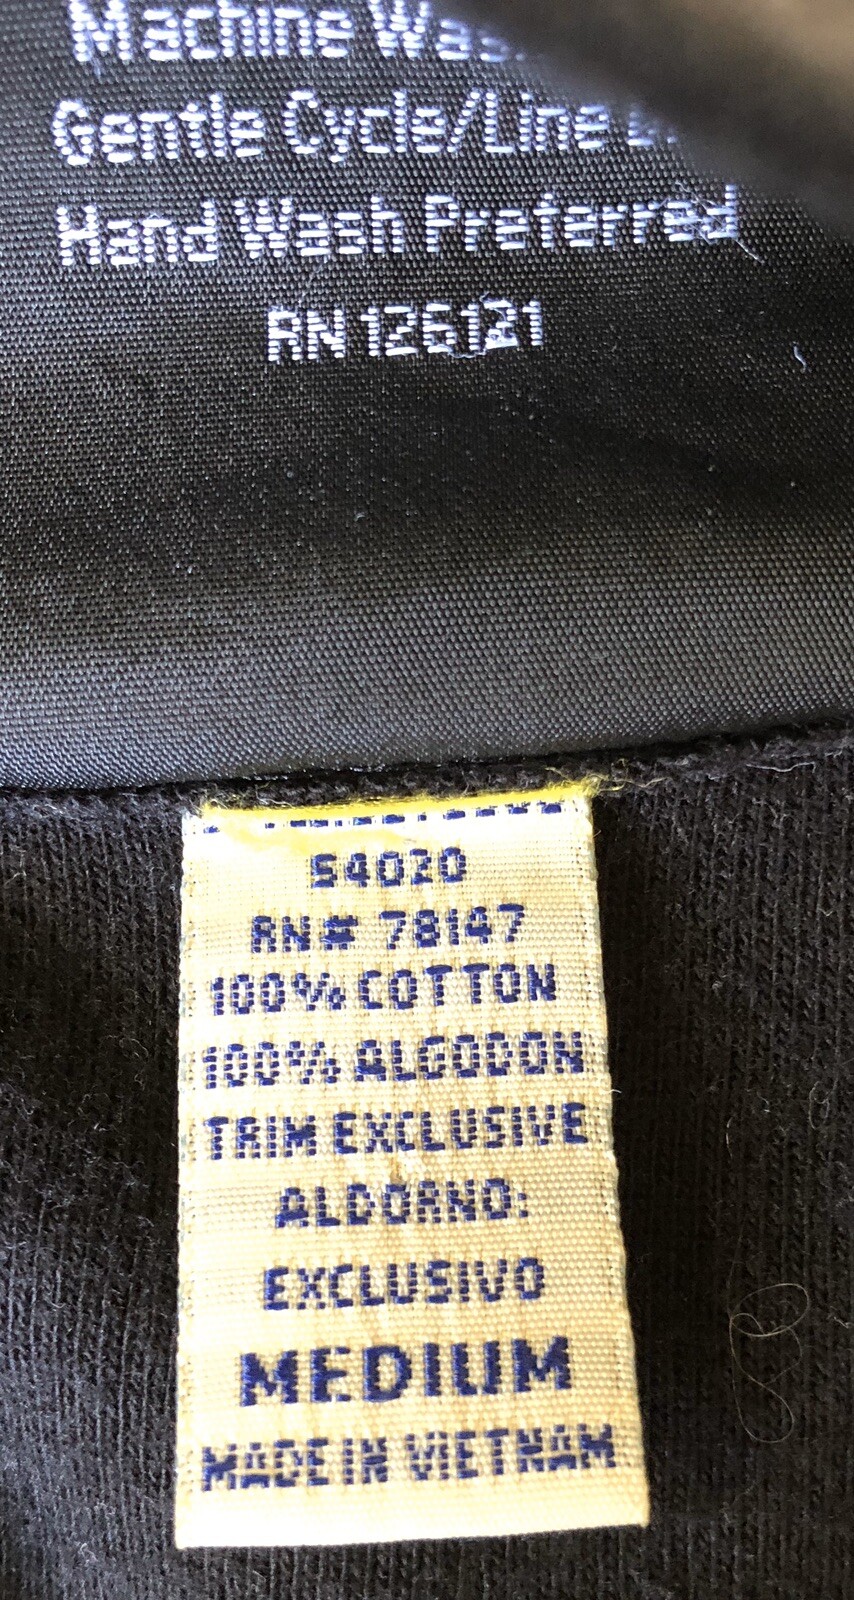 Machine
Gentle Cycle/Line
Hand Wash Preferred
RN 126121
54020
RN# 78147
100% COTTON
100% ALGODON
TRIM EXCLUSIVE
ALDORNO:
EXCLUSIVO
MEDIUM
MADE IN VIETNAM